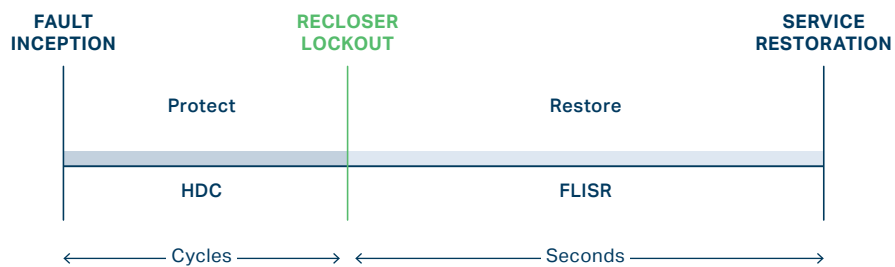 FAULT
INCEPTION
RECLOSER
LOCKOUT
SERVICE
RESTORATION
Protect
Restore
HDC
FLISR
Cycles
Seconds